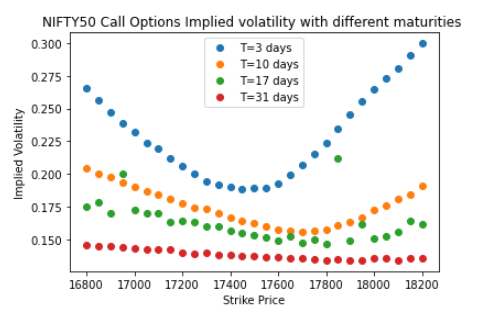 NIFTY50 Call Options Implied volatility with different maturities
T=3 days
T=10 days
T=17 days
T=31 days
Implied Volatility
0.300
0.275
0.250
0.225
0.200
0.175
0.150
16800 17000 17200 17400 17600 17800 18000 18200
Strike Price